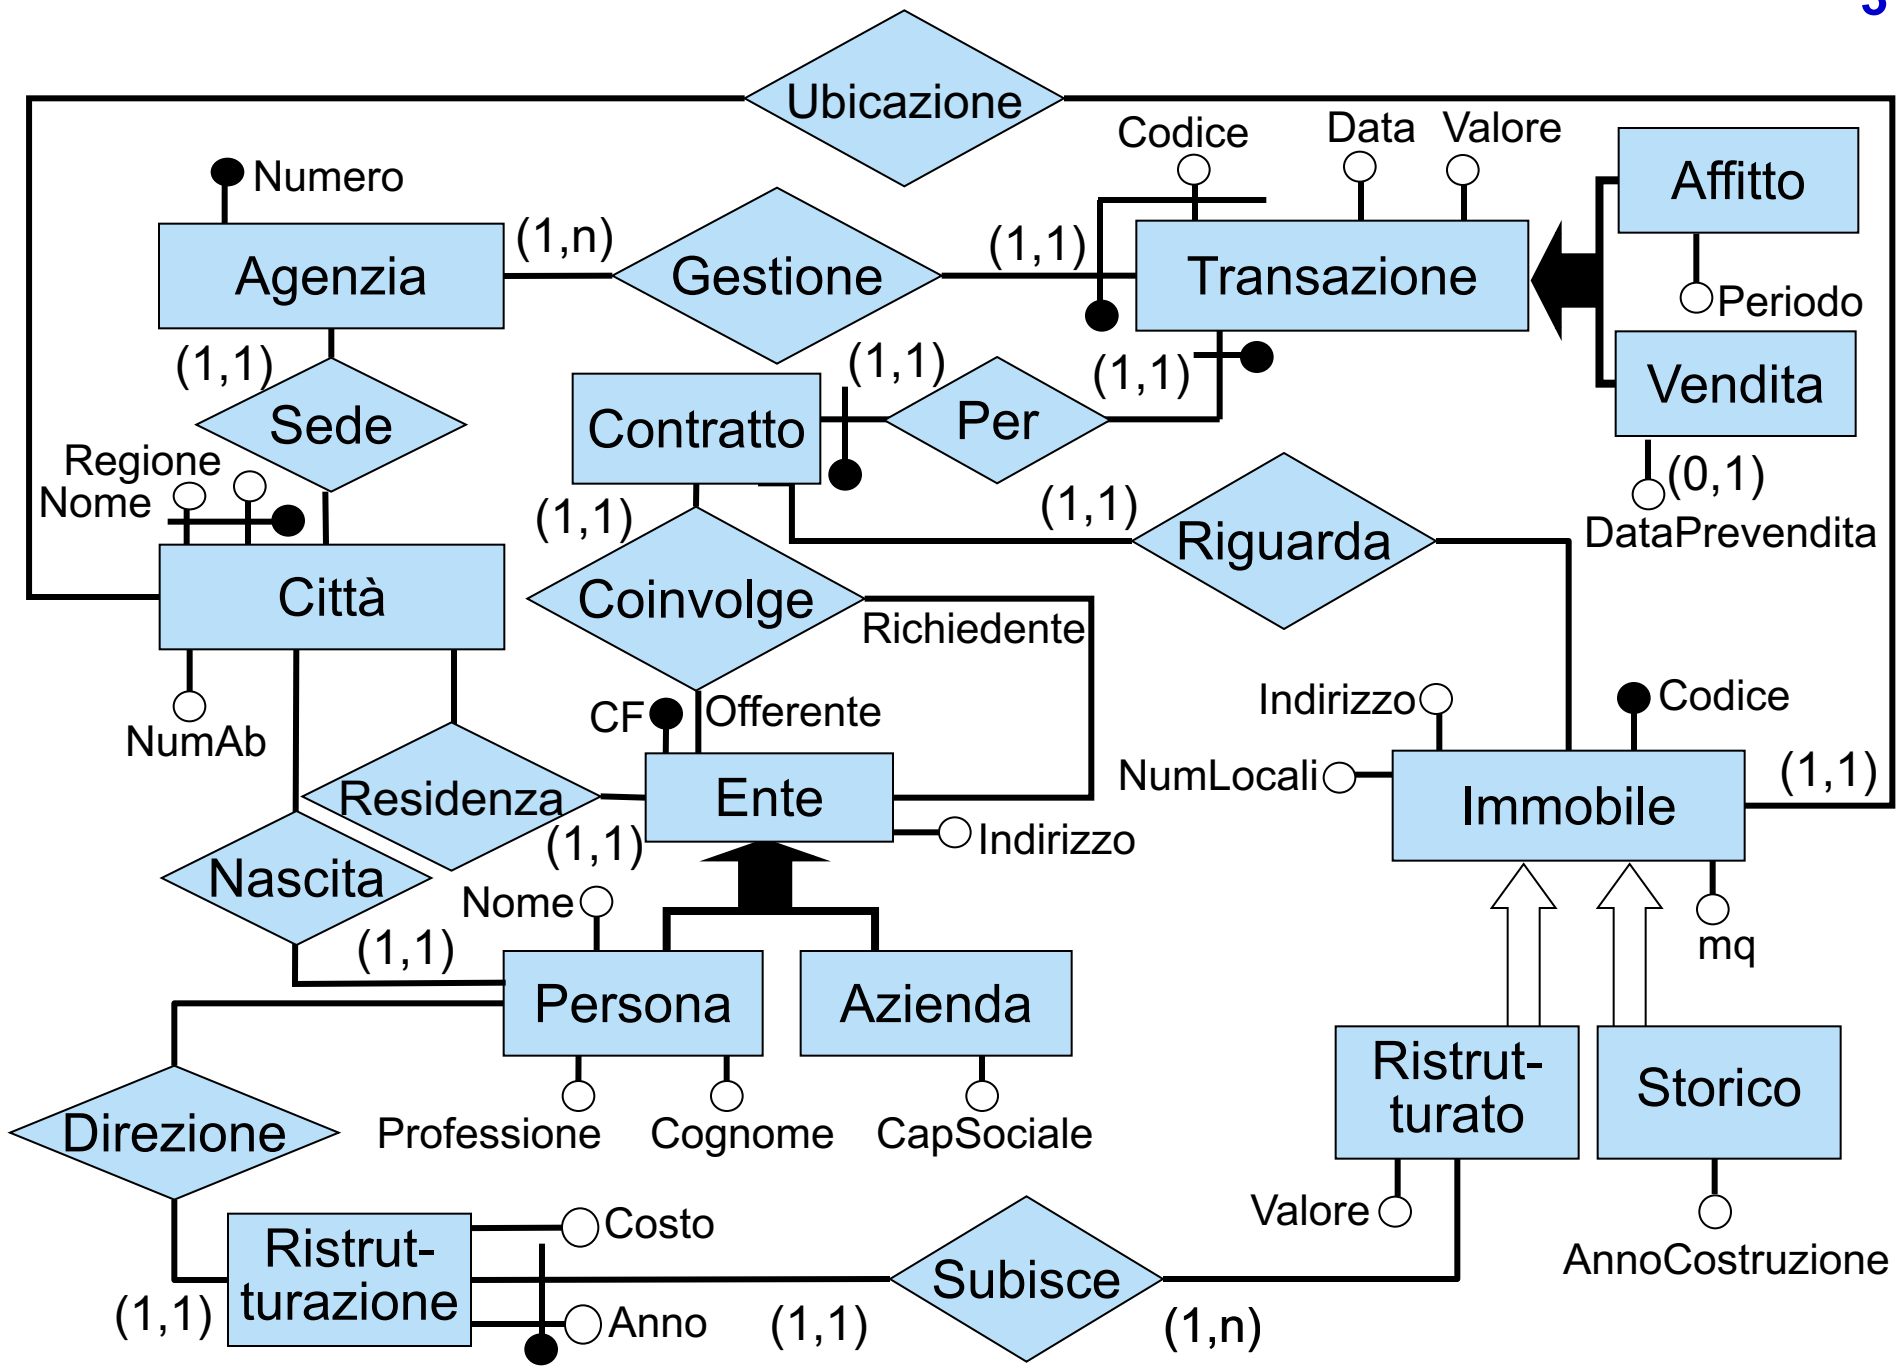 3
Ubicazione
Codice
Data
Valore
Affitto
Numero
(1,n)
(1,1)
Agenzia
Gestione
Transazione
Periodo
(1,1)
(1,1)
(1,1)
Vendita
Sede
Contratto
Per
Regione
Nome
(0,1)
(1,1)
(1,1)
DataPrevendita
Riguarda
Città
Coinvolge
Richiedente
Indirizzo
Codice
CF
Offerente
NumAb
NumLocali
(1,1)
Residenza
Ente
Immobile
(1,1)
Indirizzo
Nascita
Nome
(1,1)
mq
Persona
Azienda
Ristrut-
turato
Storico
Direzione
Professione
Cognome
CapSociale
Valore
Costo
Ristrut-
turazione
Subisce
AnnoCostruzione
(1,1)
Anno
(1,1)
(1,n)